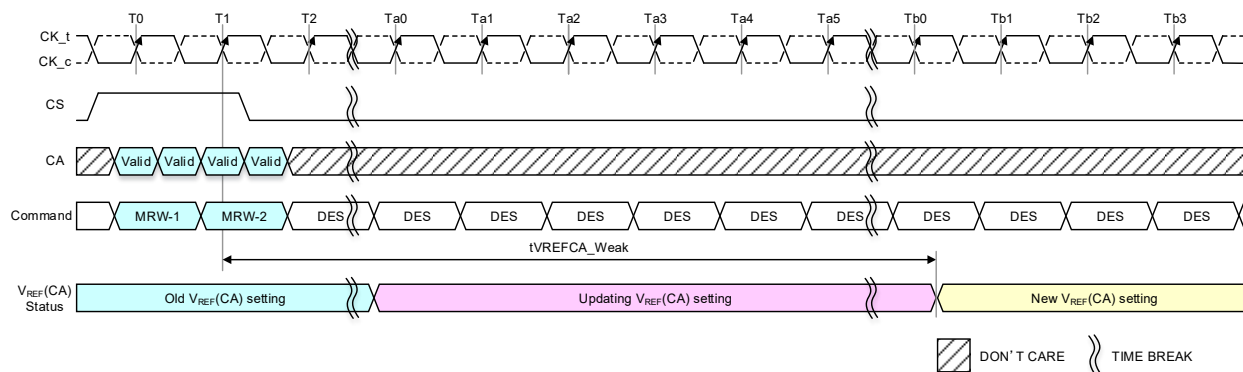 T0 T1 T2 Ta0 Ta1 Ta2 Ta3 Ta4 Ta5 Tb0 Tb1 Tb2 Tb3
CK_t
CK_c
CS
CA Valid Valid Valid Valid
Command MRW-1 MRW-2 DES DES DES DES DES DES DES DES DES DES DES
tVREFCA_Weak
VREF(CA)
Status
Old VREF(CA) setting Updating VREF(CA) setting New VREF(CA) setting
DON'T CARE TIME BREAK